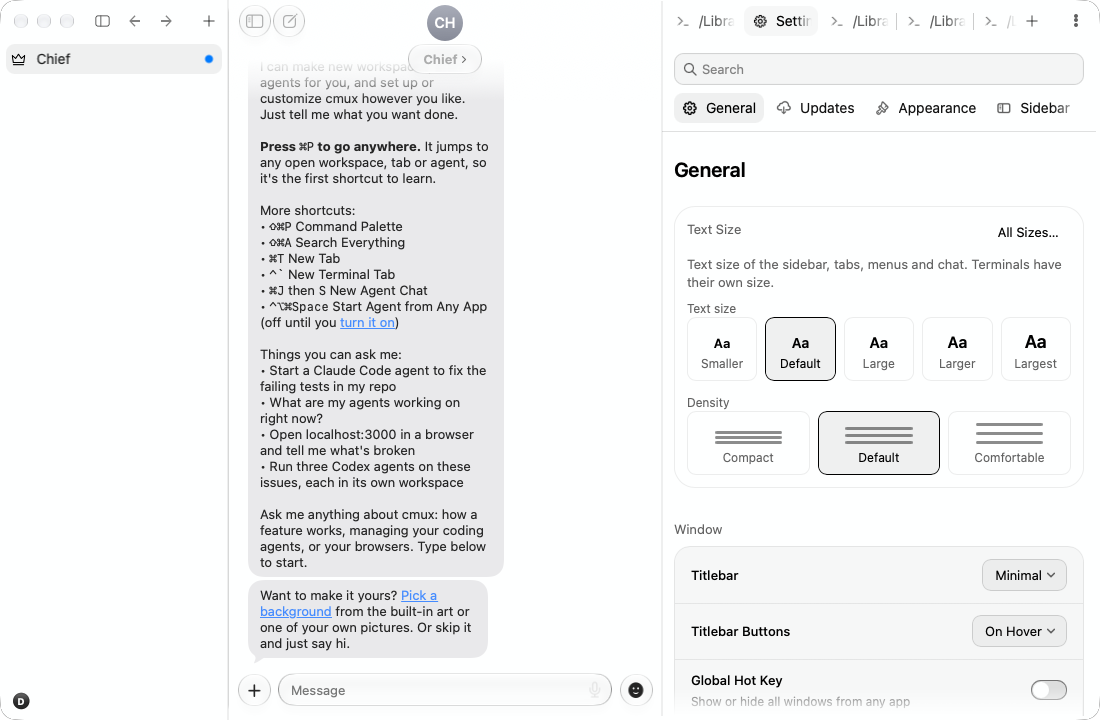 Chief
D
CH
Chief ›
I can make new workspac
agents for you, and set up or
customize cmux however you like.
Just tell me what you want done.
Press ⌘P to go anywhere. It jumps to
any open workspace, tab or agent, so
it's the first shortcut to learn.
More shortcuts:
• ⇧⌘P Command Palette
• ⇧⌘A Search Everything
• ⌘T New Tab
• ^` New Terminal Tab
• ⌘J then S New Agent Chat
• ^⌥⌘Space Start Agent from Any App
(off until you turn it on)
Things you can ask me:
• Start a Claude Code agent to fix the
failing tests in my repo
• What are my agents working on
right now?
• Open localhost:3000 in a browser
and tell me what's broken
• Run three Codex agents on these
issues, each in its own workspace
Ask me anything about cmux: how a
feature works, managing your coding
agents, or your browsers. Type below
to start.
Want to make it yours? Pick a
background from the built-in art or
one of your own pictures. Or skip it
and just say hi.
Message
/Libra Settin /Libra /Libra /L
Search
General Updates Appearance Sidebar
General
Text Size
All Sizes...
Text size of the sidebar, tabs, menus and chat. Terminals have
their own size.
Text size
Aa Aa Aa Aa Aa
Smaller Default Large Larger Largest
Density
Compact Default Comfortable
Window
Titlebar Minimal
Titlebar Buttons On Hover
Global Hot Key
Show or hide all windows from any app